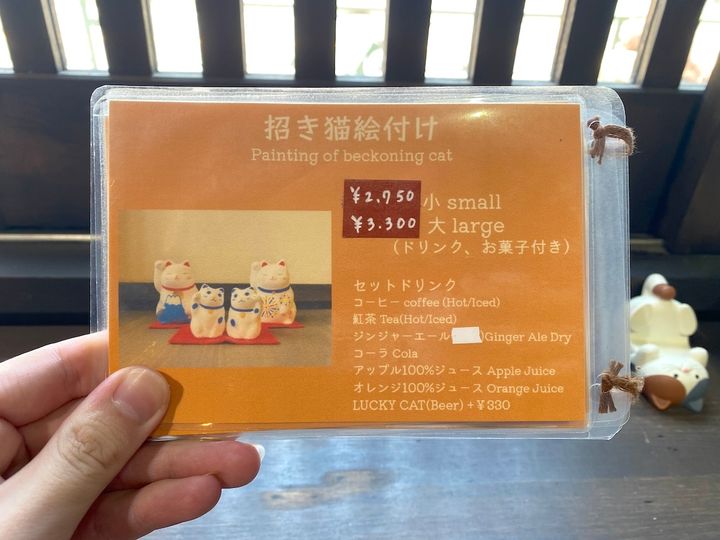 招き猫絵付け
Painting of beckoning cat
¥2,950 小 small
¥3.300 大 large
(ドリンク、お菓子付き)
セットドリンク
コーヒー coffee (Hot/Iced)
紅茶 Tea(Hot/Iced)
ジンジャーエール )Ginger Ale Dry
コーラ Cola
アップル100%ジュース Apple Juice
オレンジ100%ジュース Orange Juice
LUCKY CAT(Beer) +¥330